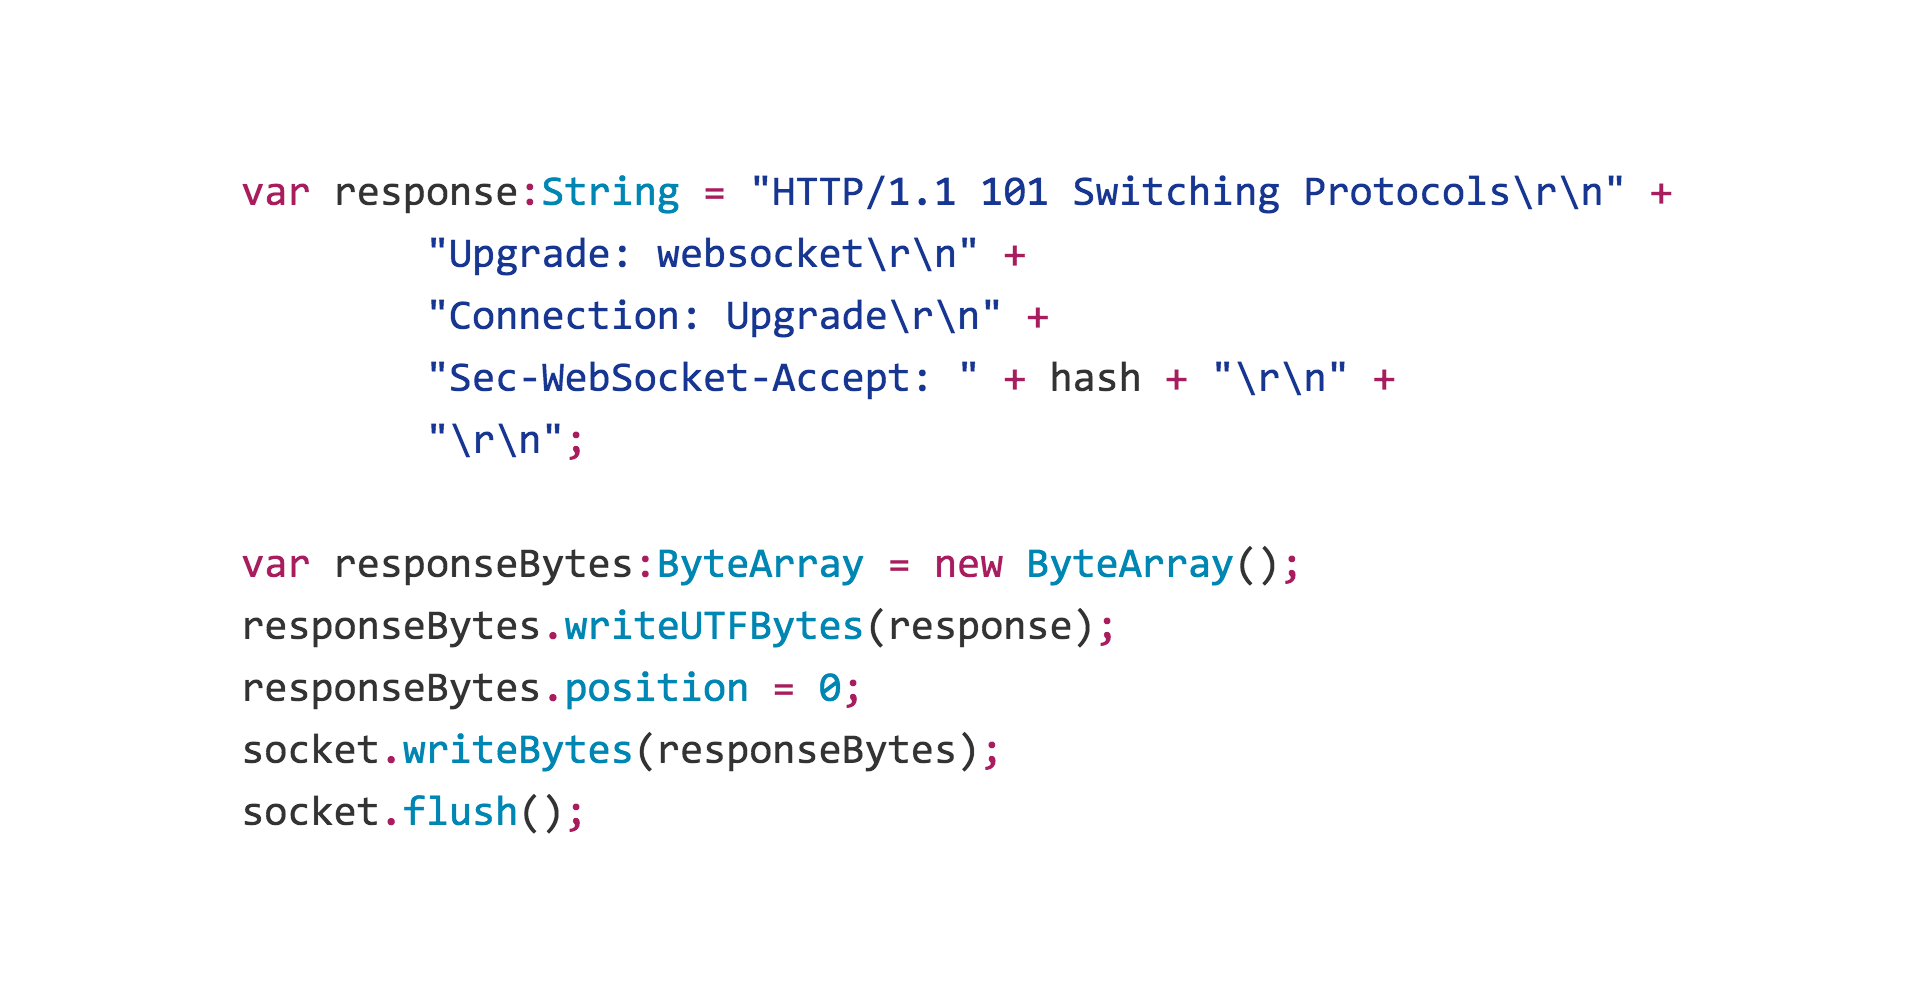 var response:String = "HTTP/1.1 101 Switching Protocols\r\n" +
        "Upgrade: websocket\r\n" +
        "Connection: Upgrade\r\n" +
        "Sec-WebSocket-Accept: " + hash + "\r\n" +
        "\r\n";

var responseBytes:ByteArray = new ByteArray();
responseBytes.writeUTFBytes(response);
responseBytes.position = 0;
socket.writeBytes(responseBytes);
socket.flush();